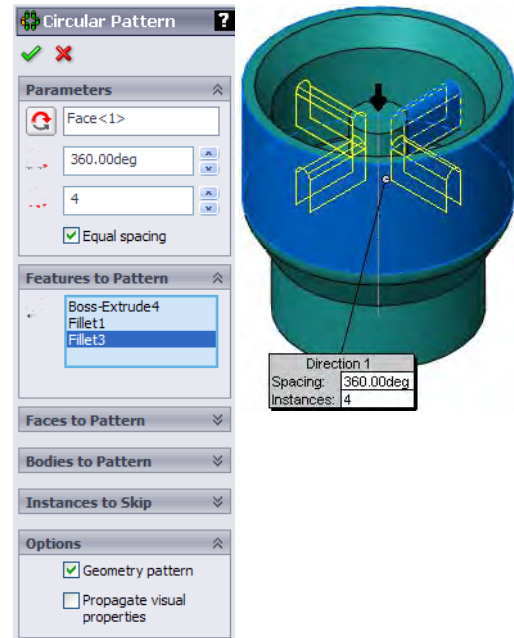 Circular Pattern ?
Parameters
Face<1>
360.00deg
4
Equal spacing
Features to Pattern
Boss-Extrude4
Fillet1
Fillet3
Faces to Pattern
Bodies to Pattern
Instances to Skip
Options
Geometry pattern
Propagate visual
properties
Direction 1
Spacing: 360.00deg
Instances: 4